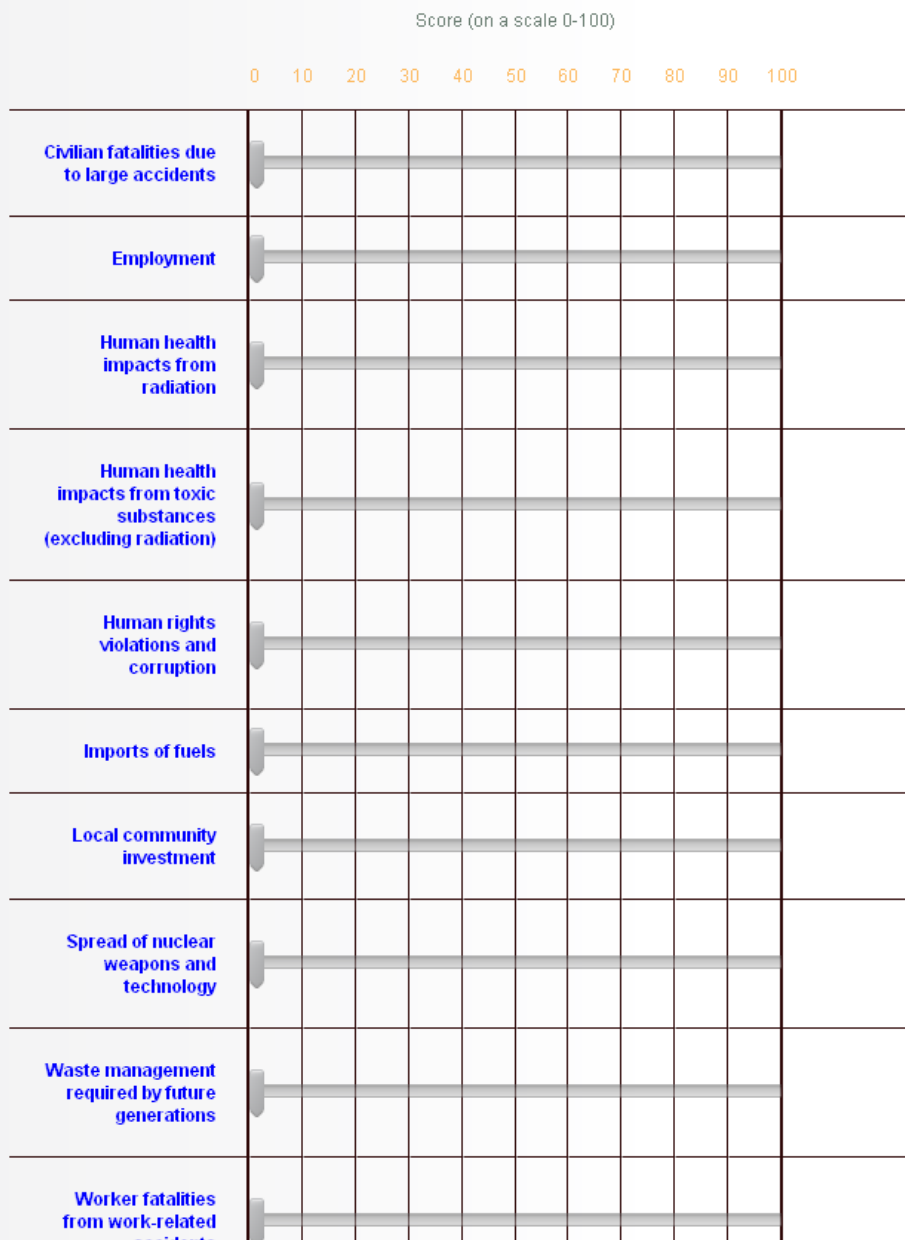 Score (on a scale 0-100)
0 10 20 30 40 50 60 70 80 90 100
Civilian fatalities due
to large accidents
Employment
Human health
impacts from
radiation
Human health
impacts from toxic
substances
(excluding radiation)
Human rights
violations and
corruption
Imports of fuels
Local community
investment
Spread of nuclear
weapons and
technology
Waste management
required by future
generations
Worker fatalities
from work-related